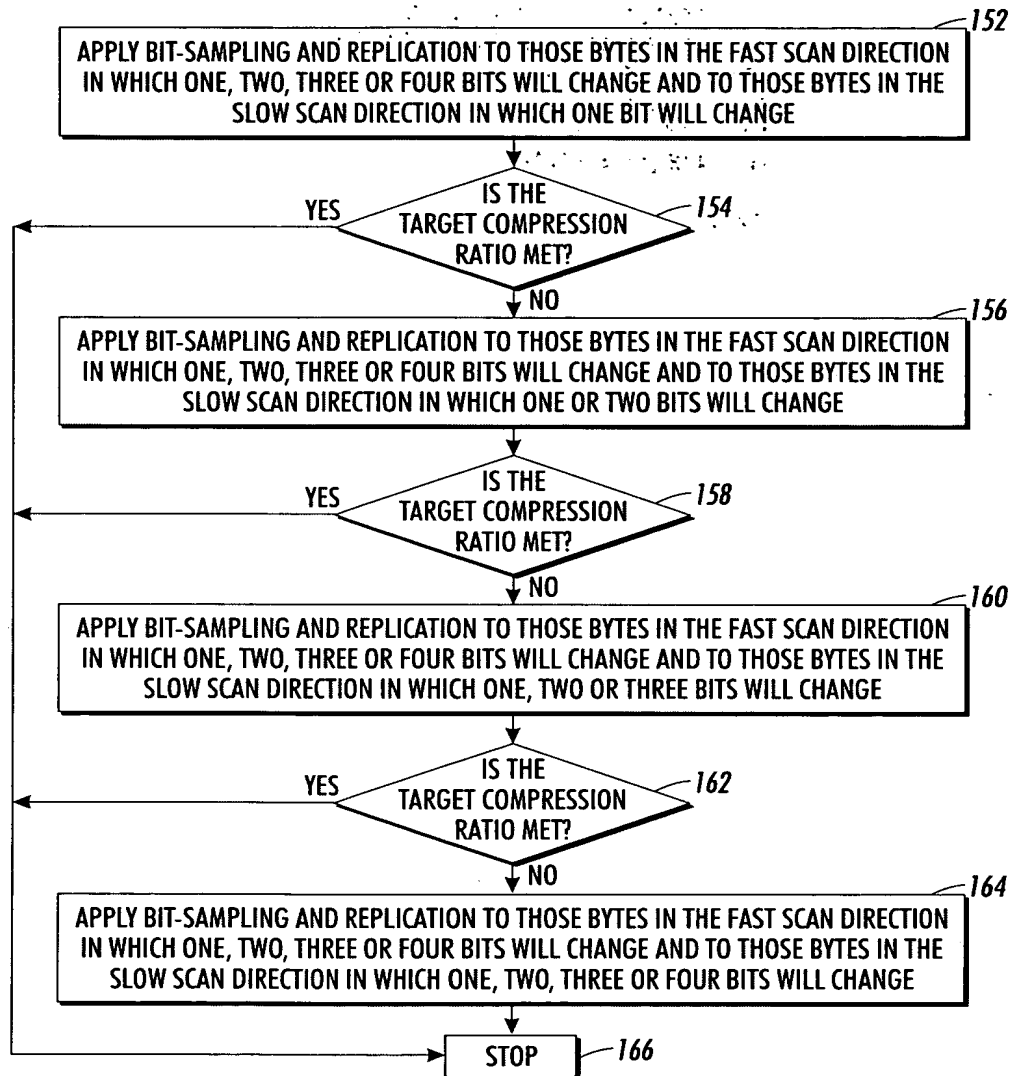 152
APPLY BIT-SAMPLING AND REPLICATION TO THOSE BYTES IN THE FAST SCAN DIRECTION
IN WHICH ONE, TWO, THREE OR FOUR BITS WILL CHANGE AND TO THOSE BYTES IN THE
SLOW SCAN DIRECTION IN WHICH ONE BIT WILL CHANGE
YES
IS THE
TARGET COMPRESSION
RATIO MET?
154
NO
156
APPLY BIT-SAMPLING AND REPLICATION TO THOSE BYTES IN THE FAST SCAN DIRECTION
IN WHICH ONE, TWO, THREE OR FOUR BITS WILL CHANGE AND TO THOSE BYTES IN THE
SLOW SCAN DIRECTION IN WHICH ONE OR TWO BITS WILL CHANGE
YES
IS THE
TARGET COMPRESSION
RATIO MET?
158
NO
160
APPLY BIT-SAMPLING AND REPLICATION TO THOSE BYTES IN THE FAST SCAN DIRECTION
IN WHICH ONE, TWO, THREE OR FOUR BITS WILL CHANGE AND TO THOSE BYTES IN THE
SLOW SCAN DIRECTION IN WHICH ONE, TWO OR THREE BITS WILL CHANGE
YES
IS THE
TARGET COMPRESSION
RATIO MET?
162
NO
164
APPLY BIT-SAMPLING AND REPLICATION TO THOSE BYTES IN THE FAST SCAN DIRECTION
IN WHICH ONE, TWO, THREE OR FOUR BITS WILL CHANGE AND TO THOSE BYTES IN THE
SLOW SCAN DIRECTION IN WHICH ONE, TWO, THREE OR FOUR BITS WILL CHANGE
STOP
166